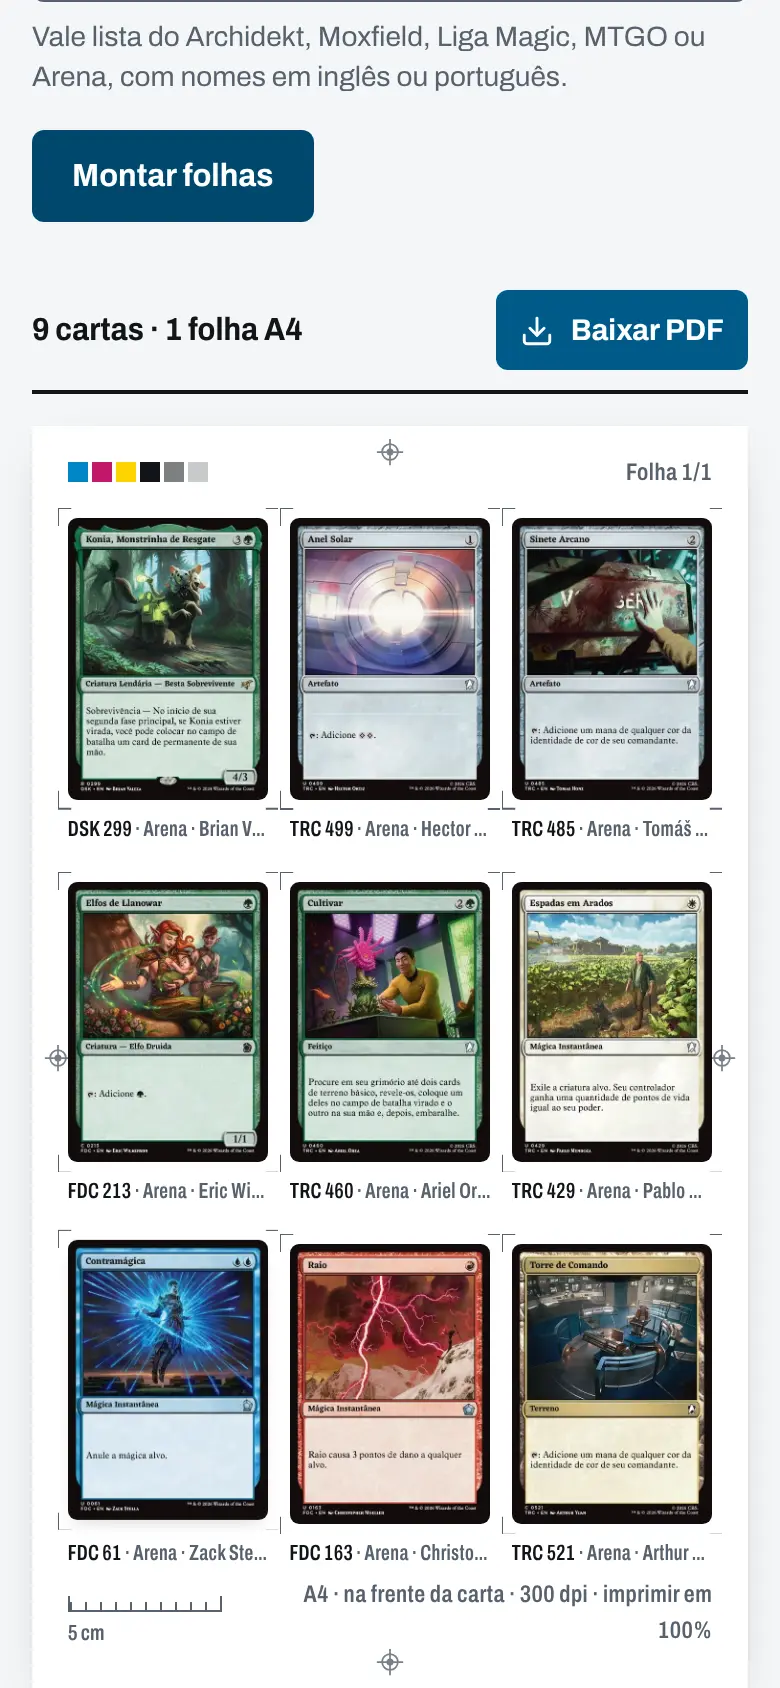 Vale lista do Archidekt, Moxfield, Liga Magic, MTGO ou
Arena, com nomes em inglês ou português.
Montar folhas
9 cartas · 1 folha A4
Baixar PDF
Folha 1/1
Konia, Monstrinha de Resgate 3
Criatura Lendária — Besta Sobrevivente
Sobrevivência — No início de sua
segunda fase principal, se Konia estiver
virada, você pode colocar no campo de
batalha um card de permanente de sua
mão.
4/3
Anel Solar 1
Artefato
: Adicione
Sinete Arcano 2
Artefato
: Adicione um mana de qualquer cor da
identidade de cor de seu comandante.
DSK 299 · Arena · Brian V...
TRC 499 · Arena · Hector ...
TRC 485 · Arena · Tomáš ...
Elfos de Llanowar
Criatura — Elfo Druida
: Adicione
1/1
Cultivar 2
Feitiço
Procure em seu grimório até dois cards
de terreno básico, revele-os, coloque um
deles no campo de batalha virado e o
outro na sua mão e, depois, embaralhe.
Espadas em Arados
Mágica Instantânea
Exile a criatura alvo. Seu controlador
ganha uma quantidade de pontos de vida
igual ao seu poder.
FDC 213 · Arena · Eric Wi...
TRC 460 · Arena · Ariel Or...
TRC 429 · Arena · Pablo ...
Contramágica
Mágica Instantânea
Anule a mágica alvo.
Raio
Mágica Instantânea
Raio causa 3 pontos de dano a qualquer
alvo.
Torre de Comando
Terreno
: Adicione um mana de qualquer cor da
identidade de cor de seu comandante.
FDC 61 · Arena · Zack Ste...
FDC 163 · Arena · Christo...
TRC 521 · Arena · Arthur ...
5 cm
A4 · na frente da carta · 300 dpi · imprimir em
100%